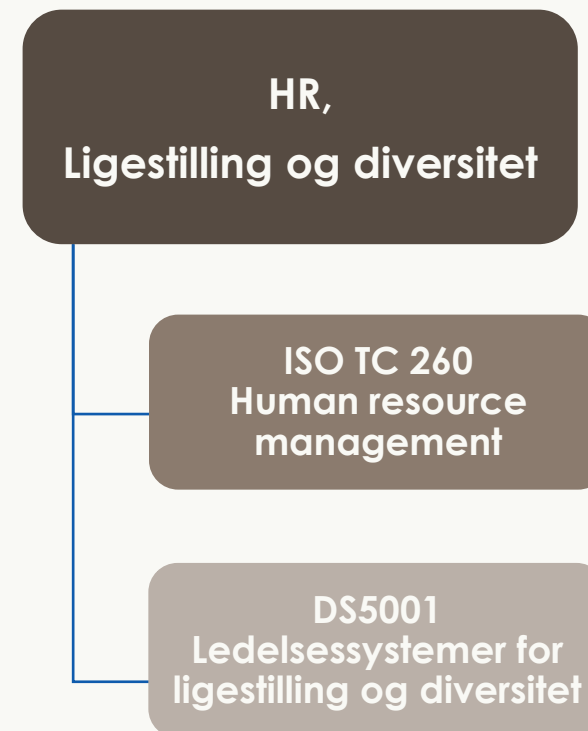 HR,
Ligestilling og diversitet
ISO TC 260
Human resource
management
DS5001
Ledelsessystemer for
ligestilling og diversitet